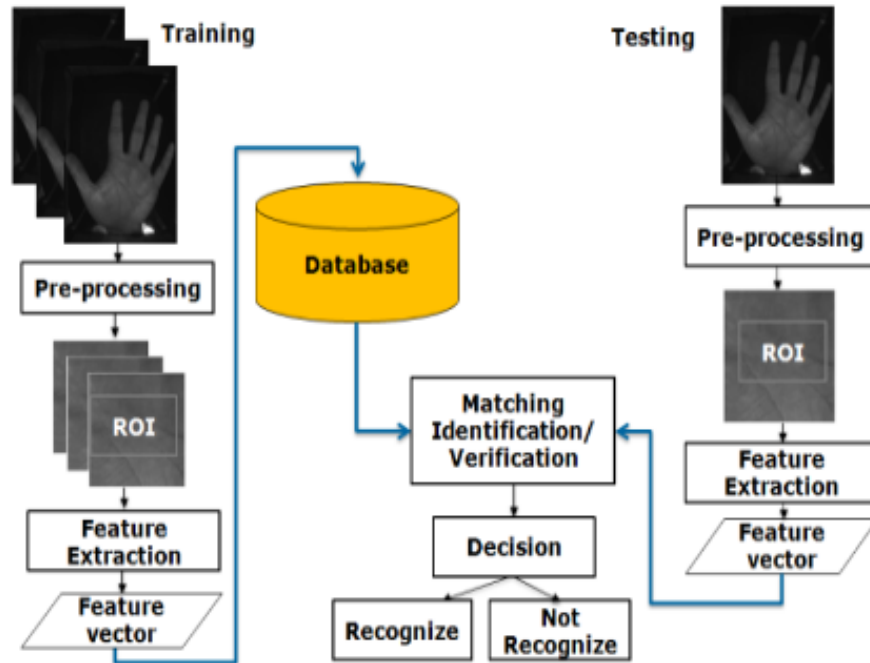 Training
Pre-processing
ROI
Feature
Extraction
Feature
vector
Database
Matching
Identification/
Verification
Decision
Recognize
Not
Recognize
Testing
Pre-processing
ROI
Feature
Extraction
Feature
vector